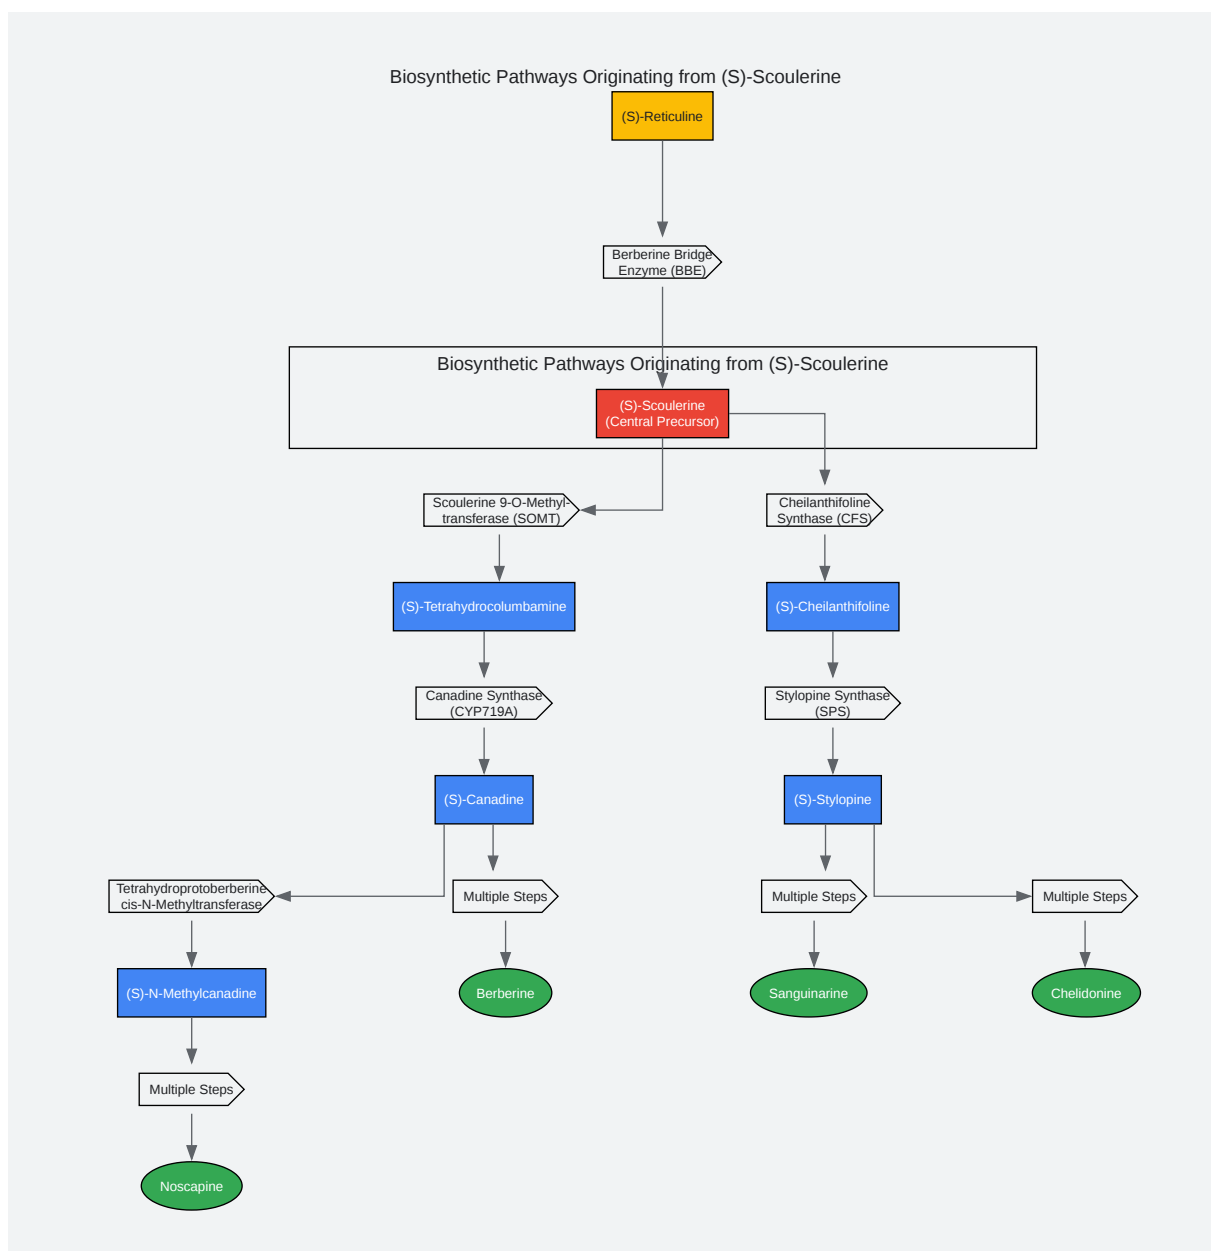 Biosynthetic Pathways Originating from (S)-Scoulerine
(S)-Reticuline
Berberine Bridge
Enzyme (BBE)
Biosynthetic Pathways Originating from (S)-Scoulerine
(S)-Scoulerine
(Central Precursor)
Scoulerine 9-O-Methyl-
transferase (SOMT)
Cheilanthifoline
Synthase (CFS)
(S)-Tetrahydrocolumbamine
(S)-Cheilanthifoline
Canadine Synthase
(CYP719A)
Stylopine Synthase
(SPS)
(S)-Canadine
(S)-Stylopine
Tetrahydroprotoberberine
cis-N-Methyltransferase
Multiple Steps
Multiple Steps
Multiple Steps
(S)-N-Methylcanadine
Berberine
Sanguinarine
Chelidonine
Multiple Steps
Noscapine